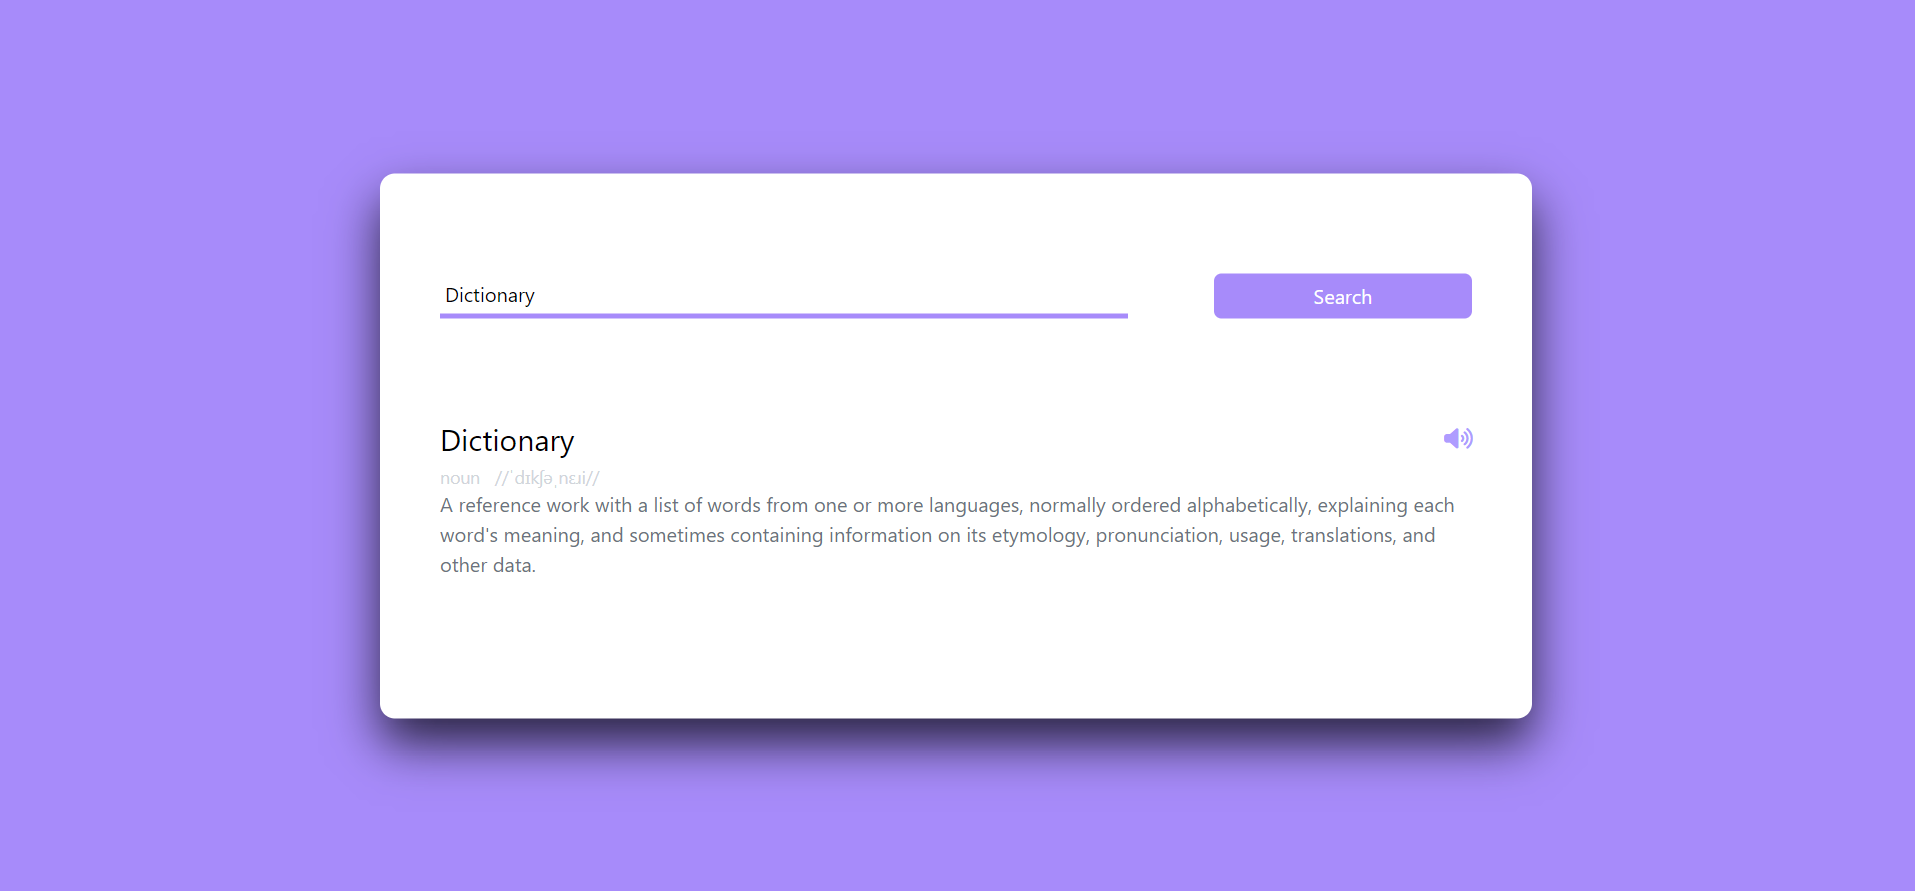 Dictionary
Search
Dictionary
noun //ˈdɪkʃəˌnɛɹi//
A reference work with a list of words from one or more languages, normally ordered alphabetically, explaining each
word's meaning, and sometimes containing information on its etymology, pronunciation, usage, translations, and
other data.